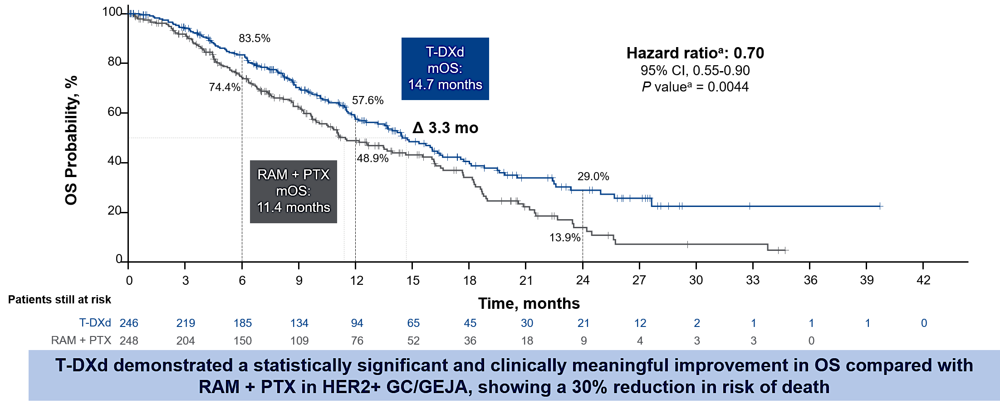 OS Probability, %
100
80
60
40
20
0
83.5%
74.4%
57.6%
48.9%
29.0%
13.9%
T-DXd
mOS:
14.7 months
Δ 3.3 mo
RAM + PTX
mOS:
11.4 months
Hazard ratioᵃ: 0.70
95% CI, 0.55-0.90
P valueᵃ = 0.0044
0 3 6 9 12 15 18 21 24 27 30 33 36 39 42
Time, months
Patients still at risk
T-DXd 246 219 185 134 94 65 45 30 21 12 2 1 1 1 0
RAM + PTX 248 204 150 109 76 52 36 18 9 4 3 3 0
T-DXd demonstrated a statistically significant and clinically meaningful improvement in OS compared with
RAM + PTX in HER2+ GC/GEJA, showing a 30% reduction in risk of death